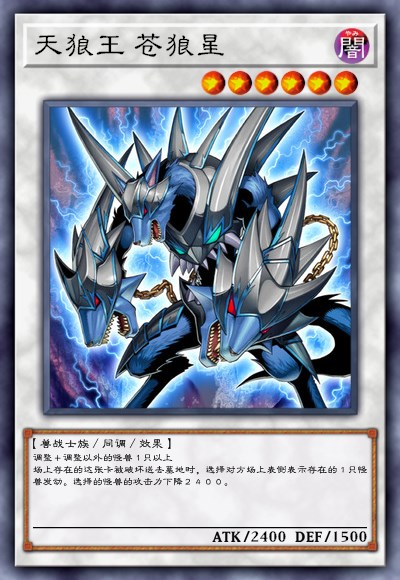 天狼王 苍狼星
やみ
闇
【兽战士族／同调／效果】
调整＋调整以外的怪兽１只以上
场上存在的这张卡被破坏送去墓地时，选择对方场上表侧表示存在的１只怪
兽发动。选择的怪兽的攻击力下降２４００。
ATK/2400 DEF/1500